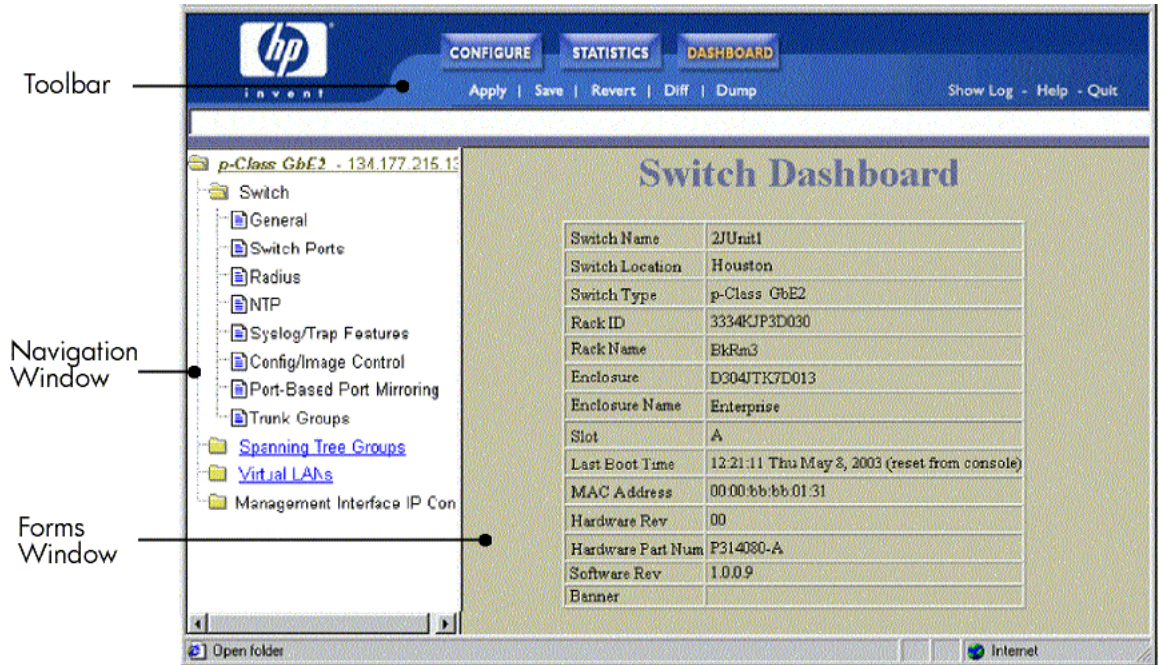 hp
invent
CONFIGURE STATISTICS DASHBOARD
Apply | Save | Revert | Diff | Dump
Show Log - Help - Quit
Toolbar
p-Class GbE2 - 134.177.215.13
Switch
General
Switch Ports
Radius
NTP
Syslog/Trap Features
Config/Image Control
Port-Based Port Mirroring
Trunk Groups
Spanning Tree Groups
Virtual LANs
Management Interface IP Con
Navigation
Window
Forms
Window
Switch Dashboard
Switch Name 2JUnit1
Switch Location Houston
Switch Type p-Class GbE2
Rack ID 3334KJP3D030
Rack Name BkRm3
Enclosure D304JTK7D013
Enclosure Name Enterprise
Slot A
Last Boot Time 12:21:11 Thu May 8, 2003 (reset from console)
MAC Address 00:00:bb:bb:01:31
Hardware Rev 00
Hardware Part Num P314080-A
Software Rev 1.0.0.9
Banner
Open folder
Internet